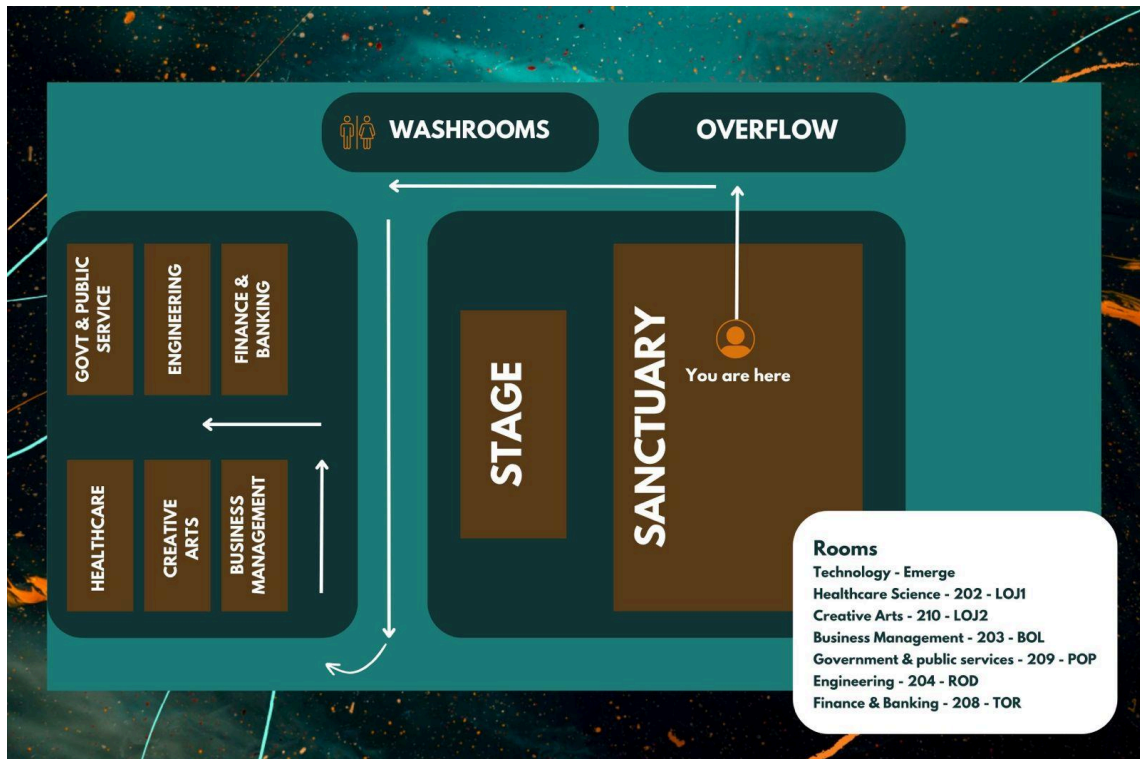 WASHROOMS
OVERFLOW
GOVT & PUBLIC
SERVICE
ENGINEERING
FINANCE &
BANKING
HEALTHCARE
CREATIVE
ARTS
BUSINESS
MANAGEMENT
STAGE
SANCTUARY
You are here
Rooms
Technology - Emerge
Healthcare Science - 202 - LOJ1
Creative Arts - 210 - LOJ2
Business Management - 203 - BOL
Government & public services - 209 - POP
Engineering - 204 - ROD
Finance & Banking - 208 - TOR